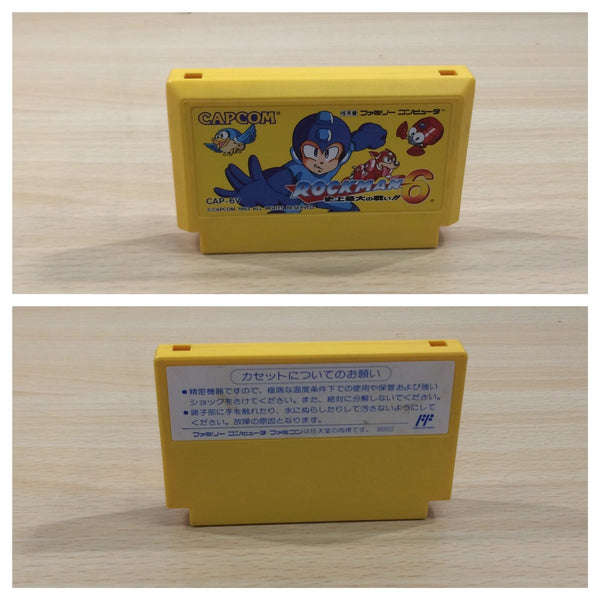 CAPCOM®
任天堂 ファミリー コンピュータ™
ROCKMAN 6
史上最大の戦い!!
CAP-6V
© CAPCOM 1993 ALL RIGHTS RESERVED
カセットについてのお願い
●精密機器ですので、極端な温度条件下での使用や保管および強い
ショックをさけてください。また、絶対に分解しないでください。
●端子部に手を触れたり、水にぬらしたりして汚さないようにして
ください。故障の原因となります。
ファミリー コンピュータ ファミコンは任天堂の商標です。